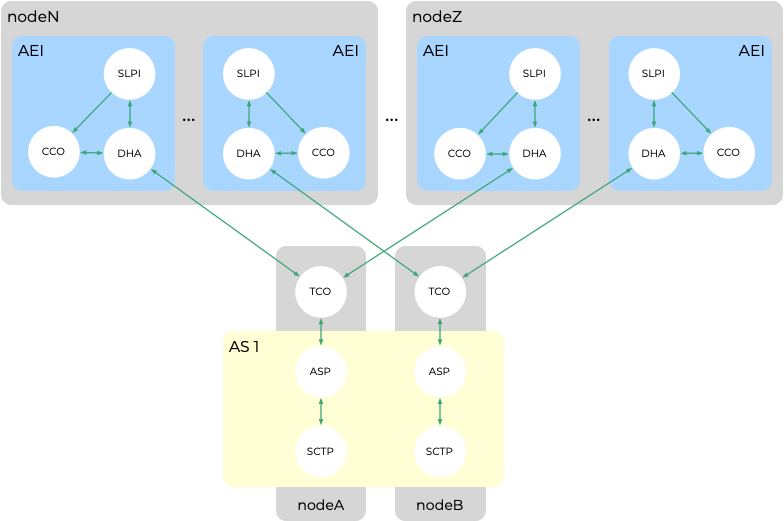 nodeN
nodeZ
AEI
AEI
AEI
AEI
SLPI
SLPI
SLPI
SLPI
...
...
...
CCO
DHA
DHA
CCO
CCO
DHA
DHA
CCO
TCO
TCO
AS 1
ASP
ASP
SCTP
SCTP
nodeA
nodeB